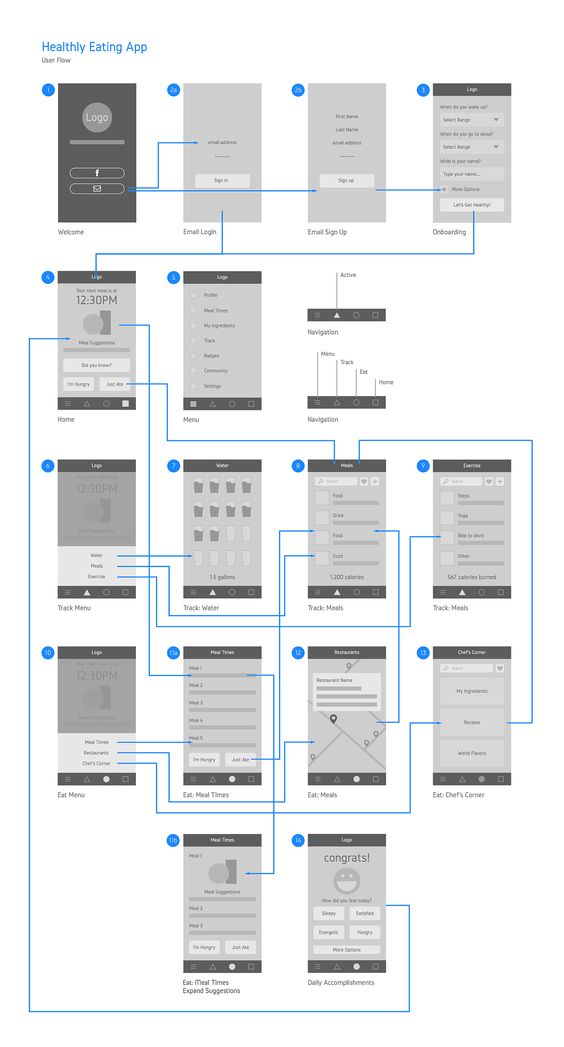 Healthly Eating App
User Flow
1
2a
2b
3
Logo
email address
Sign in
First Name
Last Name
email address
Sign up
Logo
When do you wake up?
Select Range
When do you go to sleep?
Select Range
What is your name?
Type your name...
+ More Options
Let's Get Healthy!
Welcome
Email Login
Email Sign Up
Onboarding
4
5
Logo
Your next meal is at
12:30PM
Meal Suggestions
Did you know?
I'm Hungry
Just Ate
Home
Logo
Profile
Meal Times
My Ingredients
Track
Badges
Community
Settings
Menu
Active
Navigation
Menu
Track
Eat
Home
Navigation
6
7
8
9
Logo
Your next meal is at
12:30PM
Meal Suggestions
Water
Meals
Exercise
Track Menu
Water
1.5 gallons
Track: Water
Meals
Search
Food
Drink
Food
Food
1,200 calories
Track: Meals
Exercise
Search
Steps
Yoga
Bike to Work
Other
567 calories burned
Track: Meals
10
11a
12
13
Logo
Your next meal is at
12:30PM
Meal Suggestions
Meal Times
Restaurants
Chef's Corner
Eat Menu
Meal Times
Meal 1
Meal 2
Meal 3
Meal 4
Meal 5
I'm Hungry
Just Ate
Eat: Meal Times
Restaurants
Restaurant Name
Eat: Meals
Chef's Corner
Search
My Ingredients
Recipes
World Flavors
Eat: Chef's Corner
11b
14
Meal Times
Meal 1
Meal Suggestions
Meal 2
Meal 3
I'm Hungry
Just Ate
Eat: Meal Times
Expand Suggestions
Logo
congrats!
How did you feel today?
Sleepy
Satisfied
Energetic
Hungry
More Options
Daily Accomplishments